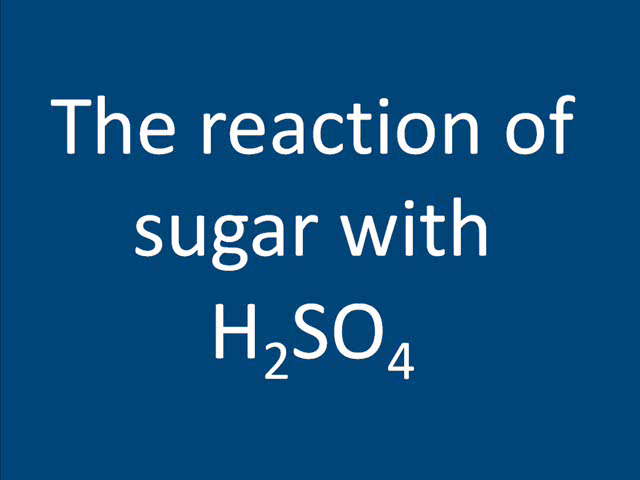 The reaction of
sugar with
H₂SO₄